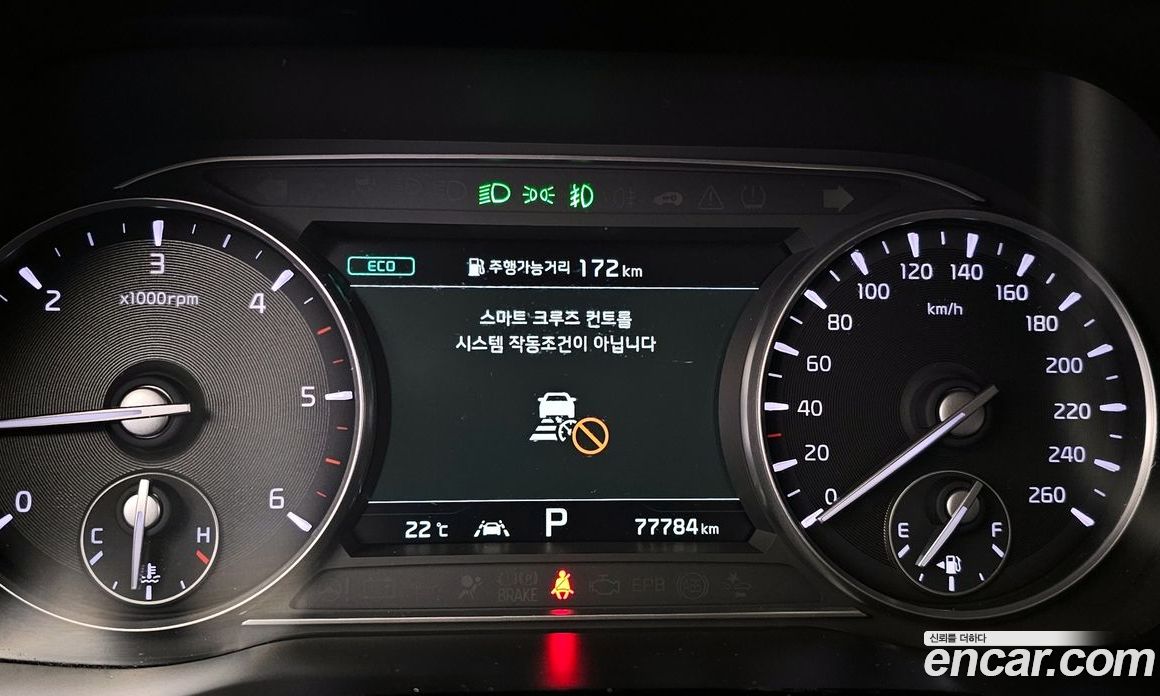 ECO 주행가능거리 172 km
스마트 크루즈 컨트롤
시스템 작동조건이 아닙니다
22 ℃ P 77784 km
x1000rpm
0
2
3
4
5
6
C H
km/h
0
20
40
60
80
100
120
140
160
180
200
220
240
260
E F
BRAKE EPB
신뢰를 더하다
encar.com